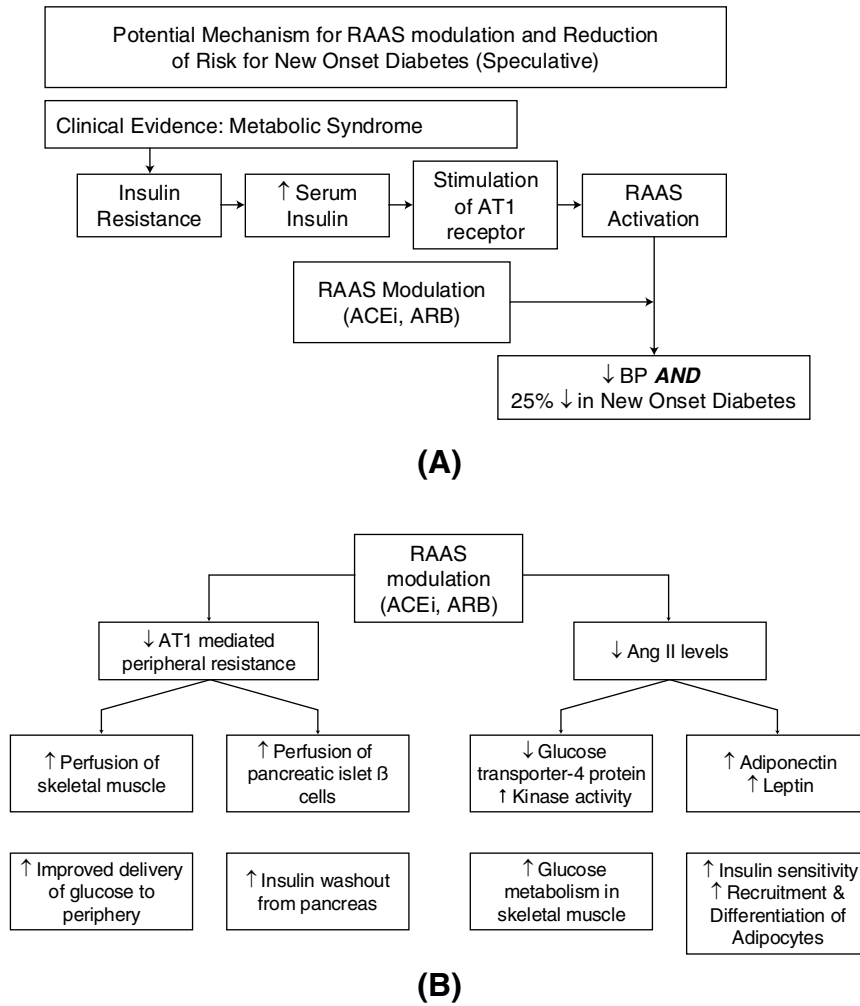 Potential Mechanism for RAAS modulation and Reduction
of Risk for New Onset Diabetes (Speculative)
Clinical Evidence: Metabolic Syndrome
Insulin
Resistance
↑ Serum
Insulin
Stimulation
of AT1
receptor
RAAS
Activation
RAAS Modulation
(ACEi, ARB)
↓ BP AND
25% ↓ in New Onset Diabetes
(A)
RAAS
modulation
(ACEi, ARB)
↓ AT1 mediated
peripheral resistance
↓ Ang II levels
↑ Perfusion of
skeletal muscle
↑ Perfusion of
pancreatic islet ß
cells
↓ Glucose
transporter-4 protein
↑ Kinase activity
↑ Adiponectin
↑ Leptin
↑ Improved delivery
of glucose to
periphery
↑ Insulin washout
from pancreas
↑ Glucose
metabolism in
skeletal muscle
↑ Insulin sensitivity
↑ Recruitment &
Differentiation of
Adipocytes
(B)